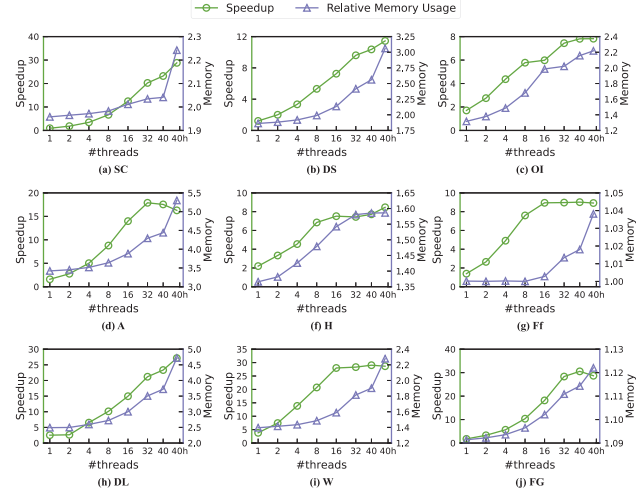 Speedup Relative Memory Usage
40 30 20 10 0 Speedup 2.3 2.2 2.1 2.0 1.9 Memory
1 2 4 8 16 32 40 40h
#threads
(a) SC
12 8 4 0 Speedup 3.25 3.00 2.75 2.50 2.25 2.00 1.75 Memory
1 2 4 8 16 32 40 40h
#threads
(b) DS
8 6 4 2 0 Speedup 2.4 2.2 2.0 1.8 1.6 1.4 1.2 Memory
1 2 4 8 16 32 40 40h
#threads
(c) OI
20 15 10 5 0 Speedup 5.5 5.0 4.5 4.0 3.5 3.0 Memory
1 2 4 8 16 32 40 40h
#threads
(d) A
10 8 6 4 2 0 Speedup 1.65 1.60 1.55 1.50 1.45 1.40 1.35 Memory
1 2 4 8 16 32 40 40h
#threads
(f) H
10 8 6 4 2 0 Speedup 1.05 1.04 1.04 1.02 1.01 1.00 Memory
1 2 4 8 16 32 40 40h
#threads
(g) Ff
30 25 20 15 10 5 0 Speedup 5.0 4.5 4.0 3.5 3.0 2.5 2.0 Memory
1 2 4 8 16 32 40 40h
#threads
(h) DL
35 30 25 20 15 10 5 0 Speedup 2.4 2.2 2.0 1.8 1.6 1.4 1.2 Memory
1 2 4 8 16 32 40 40h
#threads
(i) W
40 30 20 10 0 Speedup 1.13 1.12 1.11 1.10 1.09 Memory
1 2 4 8 16 32 40 40h
#threads
(j) FG